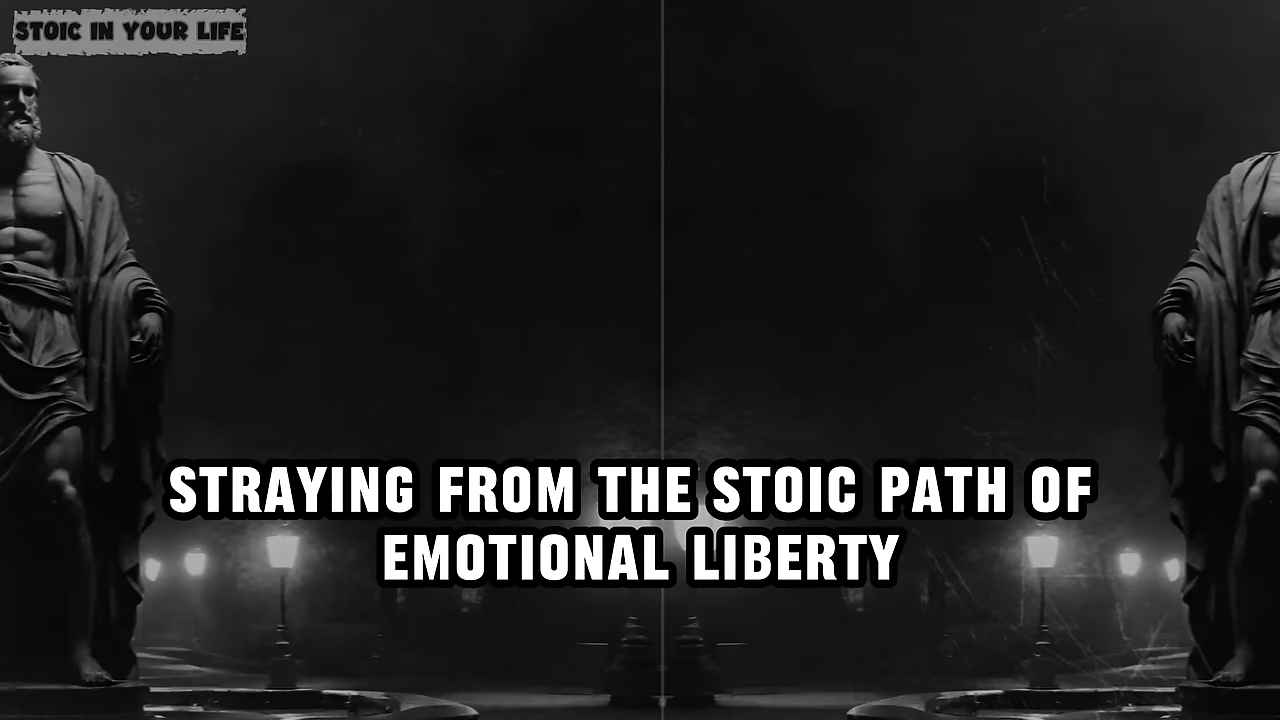 STOIC IN YOUR LIFE
STRAYING FROM THE STOIC PATH OF
EMOTIONAL LIBERTY